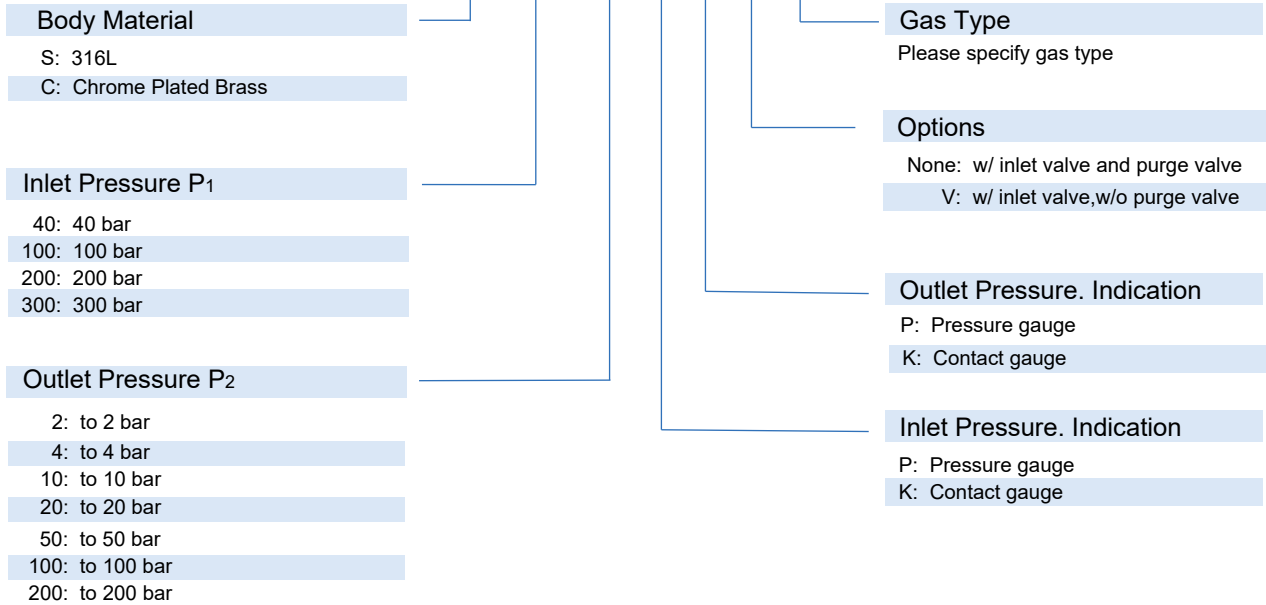 Body Material
S: 316L
C: Chrome Plated Brass
Inlet Pressure P1
40: 40 bar
100: 100 bar
200: 200 bar
300: 300 bar
Outlet Pressure P2
2: to 2 bar
4: to 4 bar
10: to 10 bar
20: to 20 bar
50: to 50 bar
100: to 100 bar
200: to 200 bar
Gas Type
Please specify gas type
Options
None: w/ inlet valve and purge valve
V: w/ inlet valve,w/o purge valve
Outlet Pressure. Indication
P: Pressure gauge
K: Contact gauge
Inlet Pressure. Indication
P: Pressure gauge
K: Contact gauge